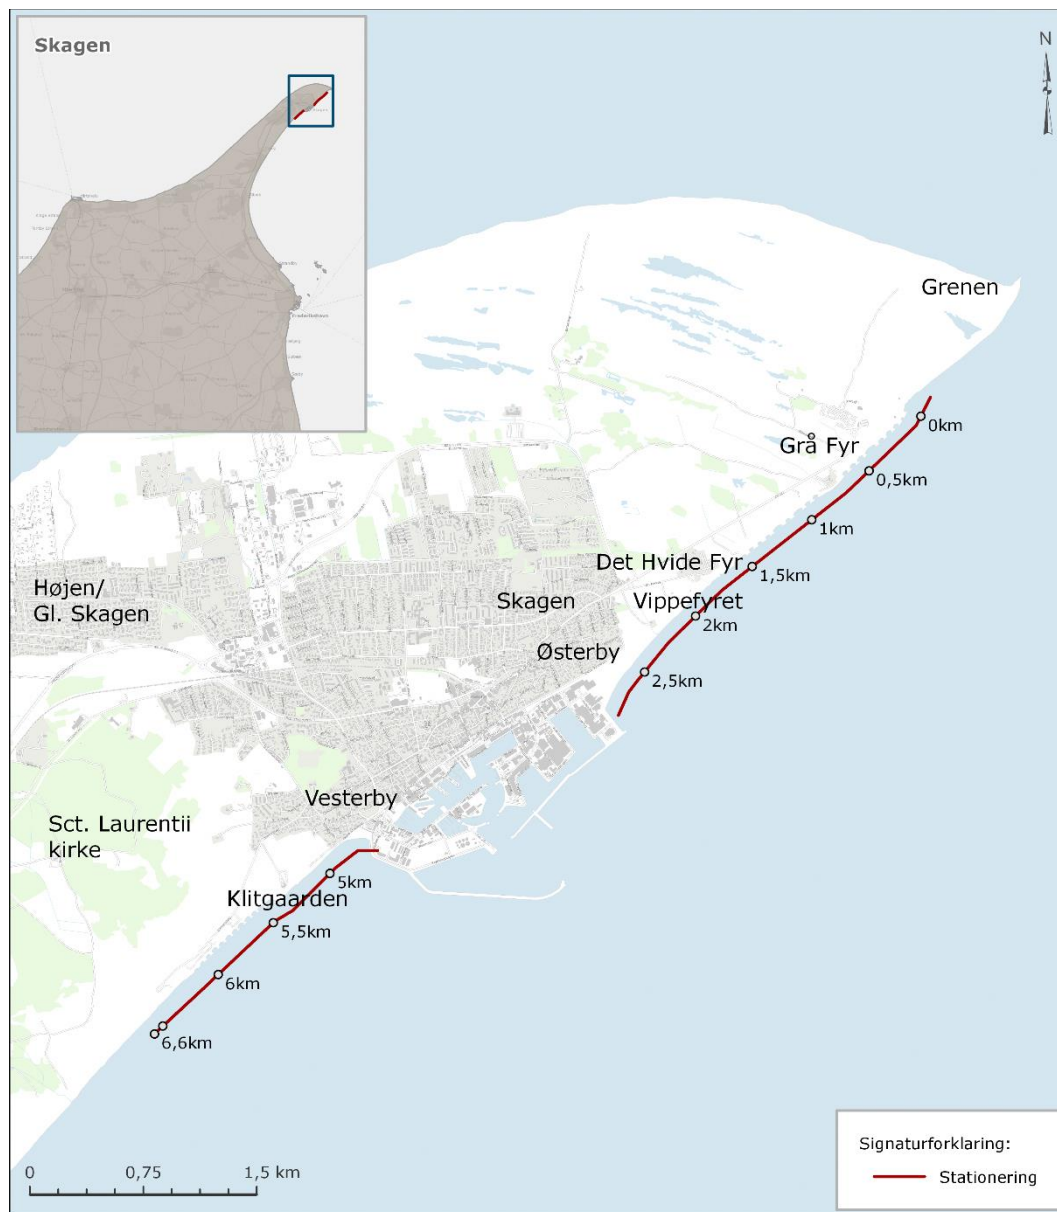 Skagen
N
Grenen
0km
Grå Fyr
0,5km
1km
Det Hvide Fyr
1,5km
Højen/
Gl. Skagen
Skagen
Vippefyret
2km
Østerby
2,5km
Vesterby
Sct. Laurentii
kirke
5km
Klitgaarden
5,5km
6km
6,6km
0 0,75 1,5 km
Signaturforklaring:
Stationering